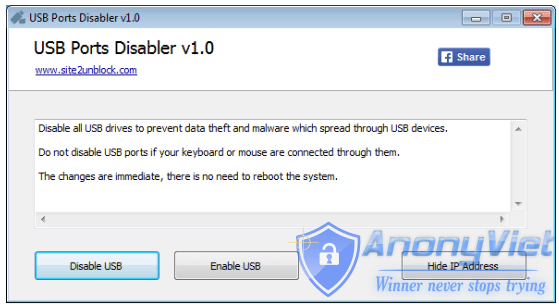 USB Ports Disabler v1.0
USB Ports Disabler v1.0
www.site2unblock.com
f Share
Disable all USB drives to prevent data theft and malware which spread through USB devices.
Do not disable USB ports if your keyboard or mouse are connected through them.
The changes are immediate, there is no need to reboot the system.
AnonyViet
Disable USB
Enable USB
Hide IP Address
Winner never stops trying